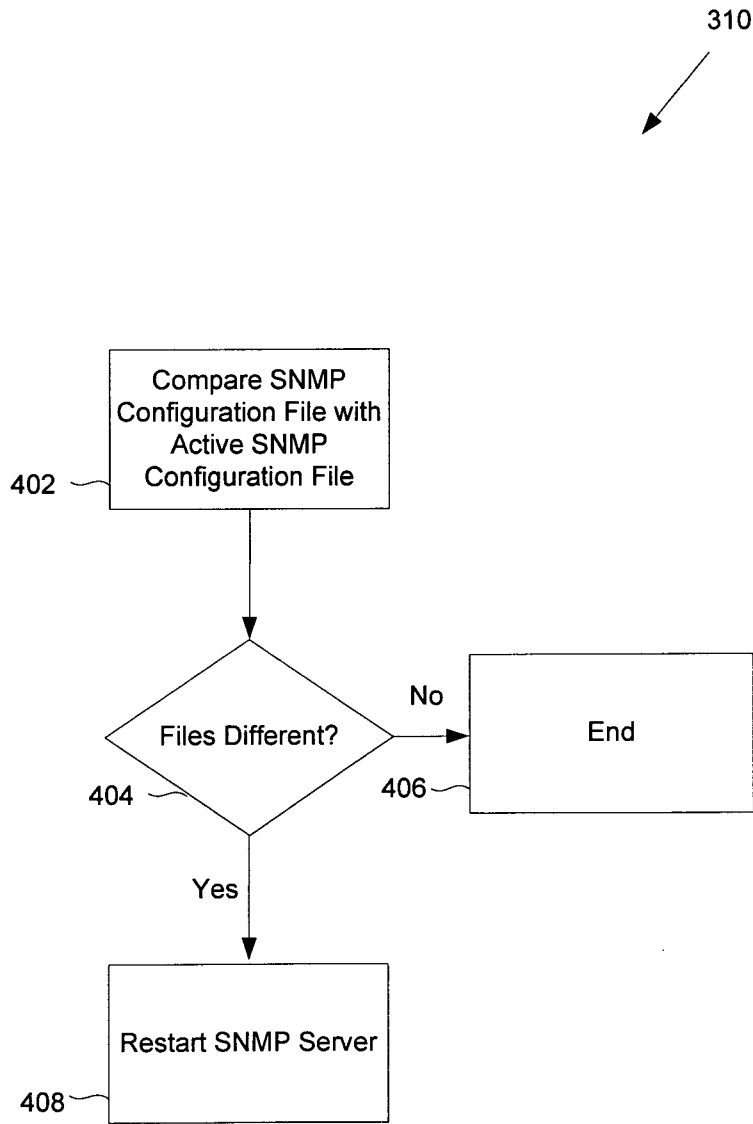 310
Compare SNMP
Configuration File with
Active SNMP
Configuration File
402
Files Different?
404
No
End
406
Yes
Restart SNMP Server
408